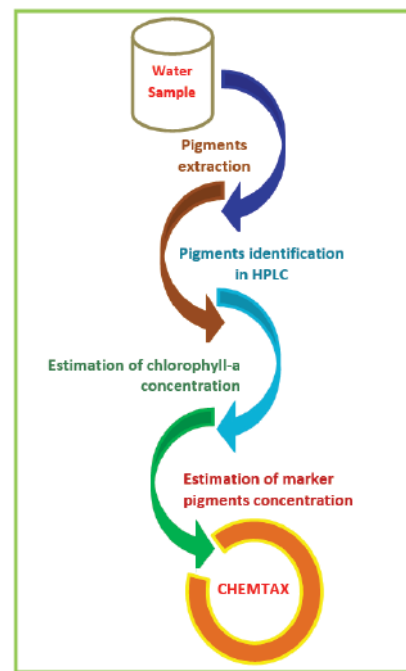 Water
Sample
Pigments
extraction
Pigments identification
in HPLC
Estimation of chlorophyll-a
concentration
Estimation of marker
pigments concentration
CHEMTAX